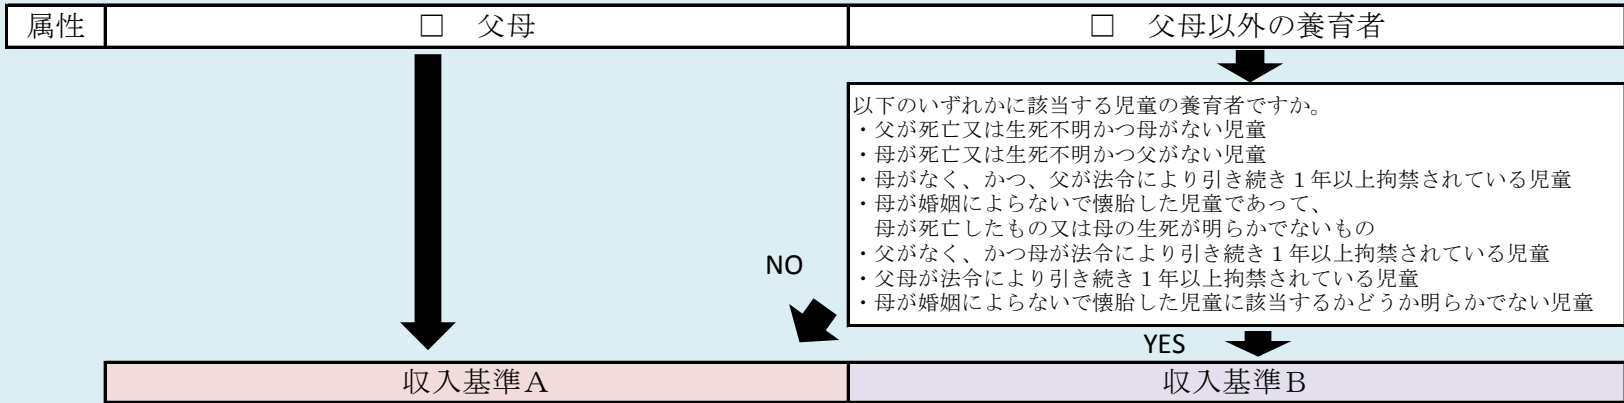 属性 □ 父母 □ 父母以外の養育者
以下のいずれかに該当する児童の養育者ですか。
・父が死亡又は生死不明かつ母がない児童
・母が死亡又は生死不明かつ父がない児童
・母がなく、かつ、父が法令により引き続き１年以上拘禁されている児童
・母が婚姻によらないで懐胎した児童であって、
母が死亡したもの又は母の生死が明らかでないもの
・父がなく、かつ母が法令により引き続き１年以上拘禁されている児童
・父母が法令により引き続き１年以上拘禁されている児童
・母が婚姻によらないで懐胎した児童に該当するかどうか明らかでない児童
NO
YES
収入基準Ａ 収入基準Ｂ